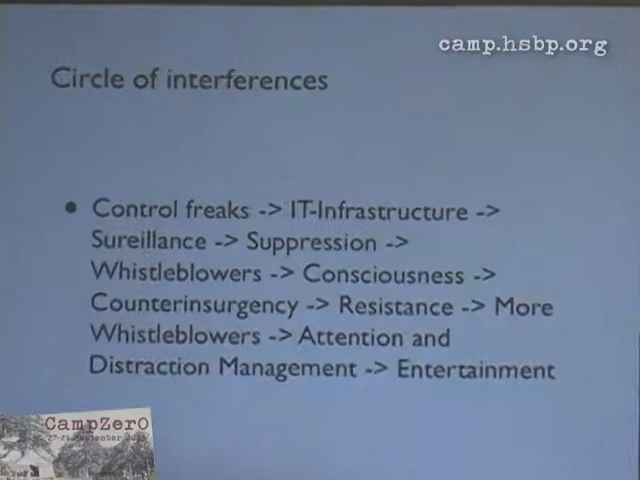 camp.hsbp.org
Circle of interferences
• Control freaks -> IT-Infrastructure ->
Sureillance -> Suppression ->
Whistleblowers -> Consciousness ->
Counterinsurgency -> Resistance -> More
Whistleblowers -> Attention and
Distraction Management -> Entertainment
CampZer0
September